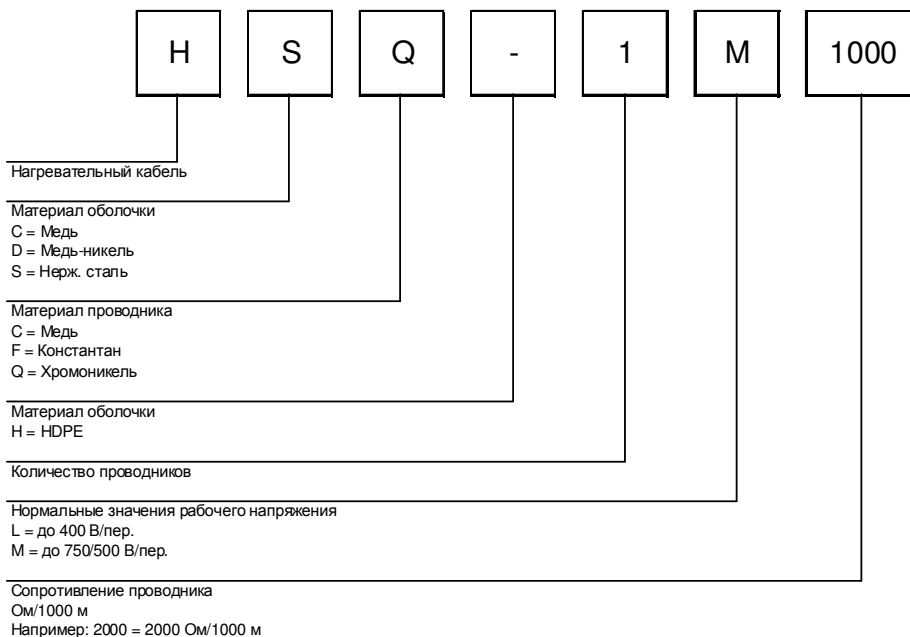 H S Q - 1 M 1000
Нагревательный кабель
Материал оболочки
C = Медь
D = Медь-никель
S = Нерж. сталь
Материал проводника
C = Медь
F = Константан
Q = Хромоникель
Материал оболочки
H = HDPE
Количество проводников
Нормальные значения рабочего напряжения
L = до 400 В/пер.
M = до 750/500 В/пер.
Сопротивление проводника
Ом/1000 м
Например: 2000 = 2000 Ом/1000 м